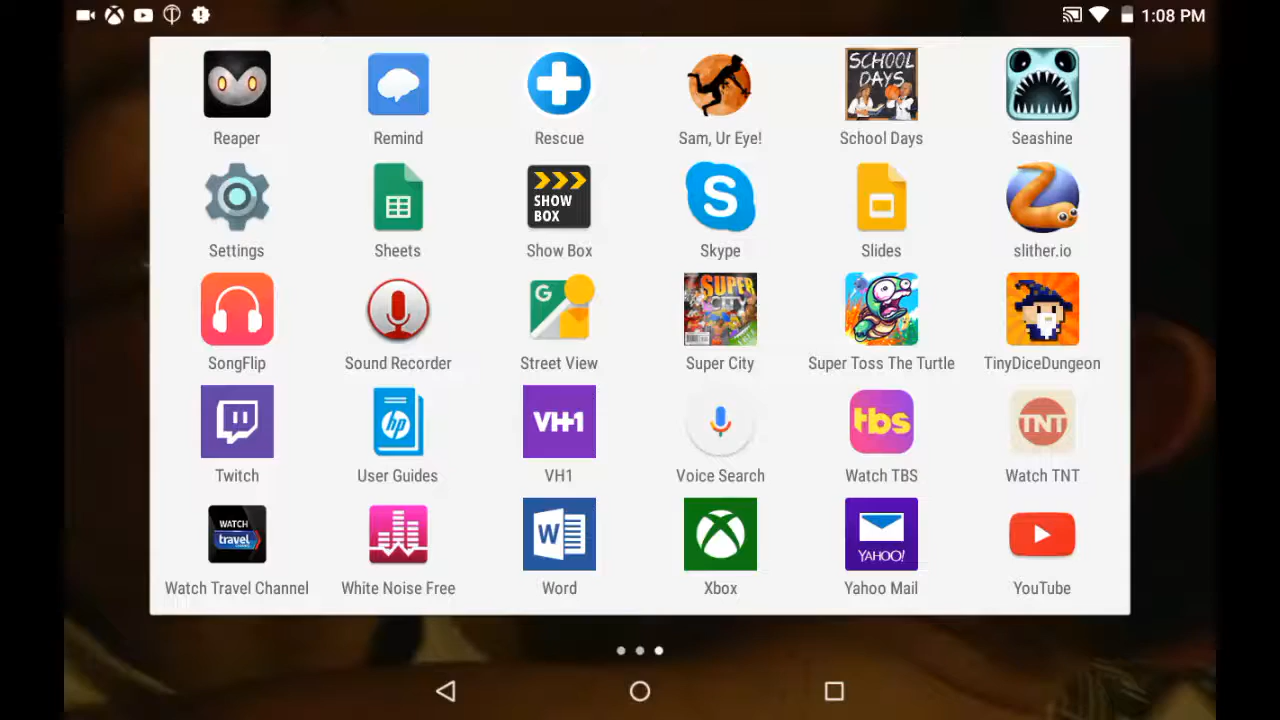 1:08 PM
SCHOOL
DAYS
Reaper
Remind
Rescue
Sam, Ur Eye!
School Days
Seashine
S
SHOW
BOX
Settings
Sheets
Show Box
Skype
Slides
slither.io
G
SUPER
CITY
SongFlip
Sound Recorder
Street View
Super City
Super Toss The Turtle
TinyDiceDungeon
hp
VH1
tbs
TNT
Twitch
User Guides
VH1
Voice Search
Watch TBS
Watch TNT
WATCH
travel
W
YAHOO!
Watch Travel Channel
White Noise Free
Word
Xbox
Yahoo Mail
YouTube